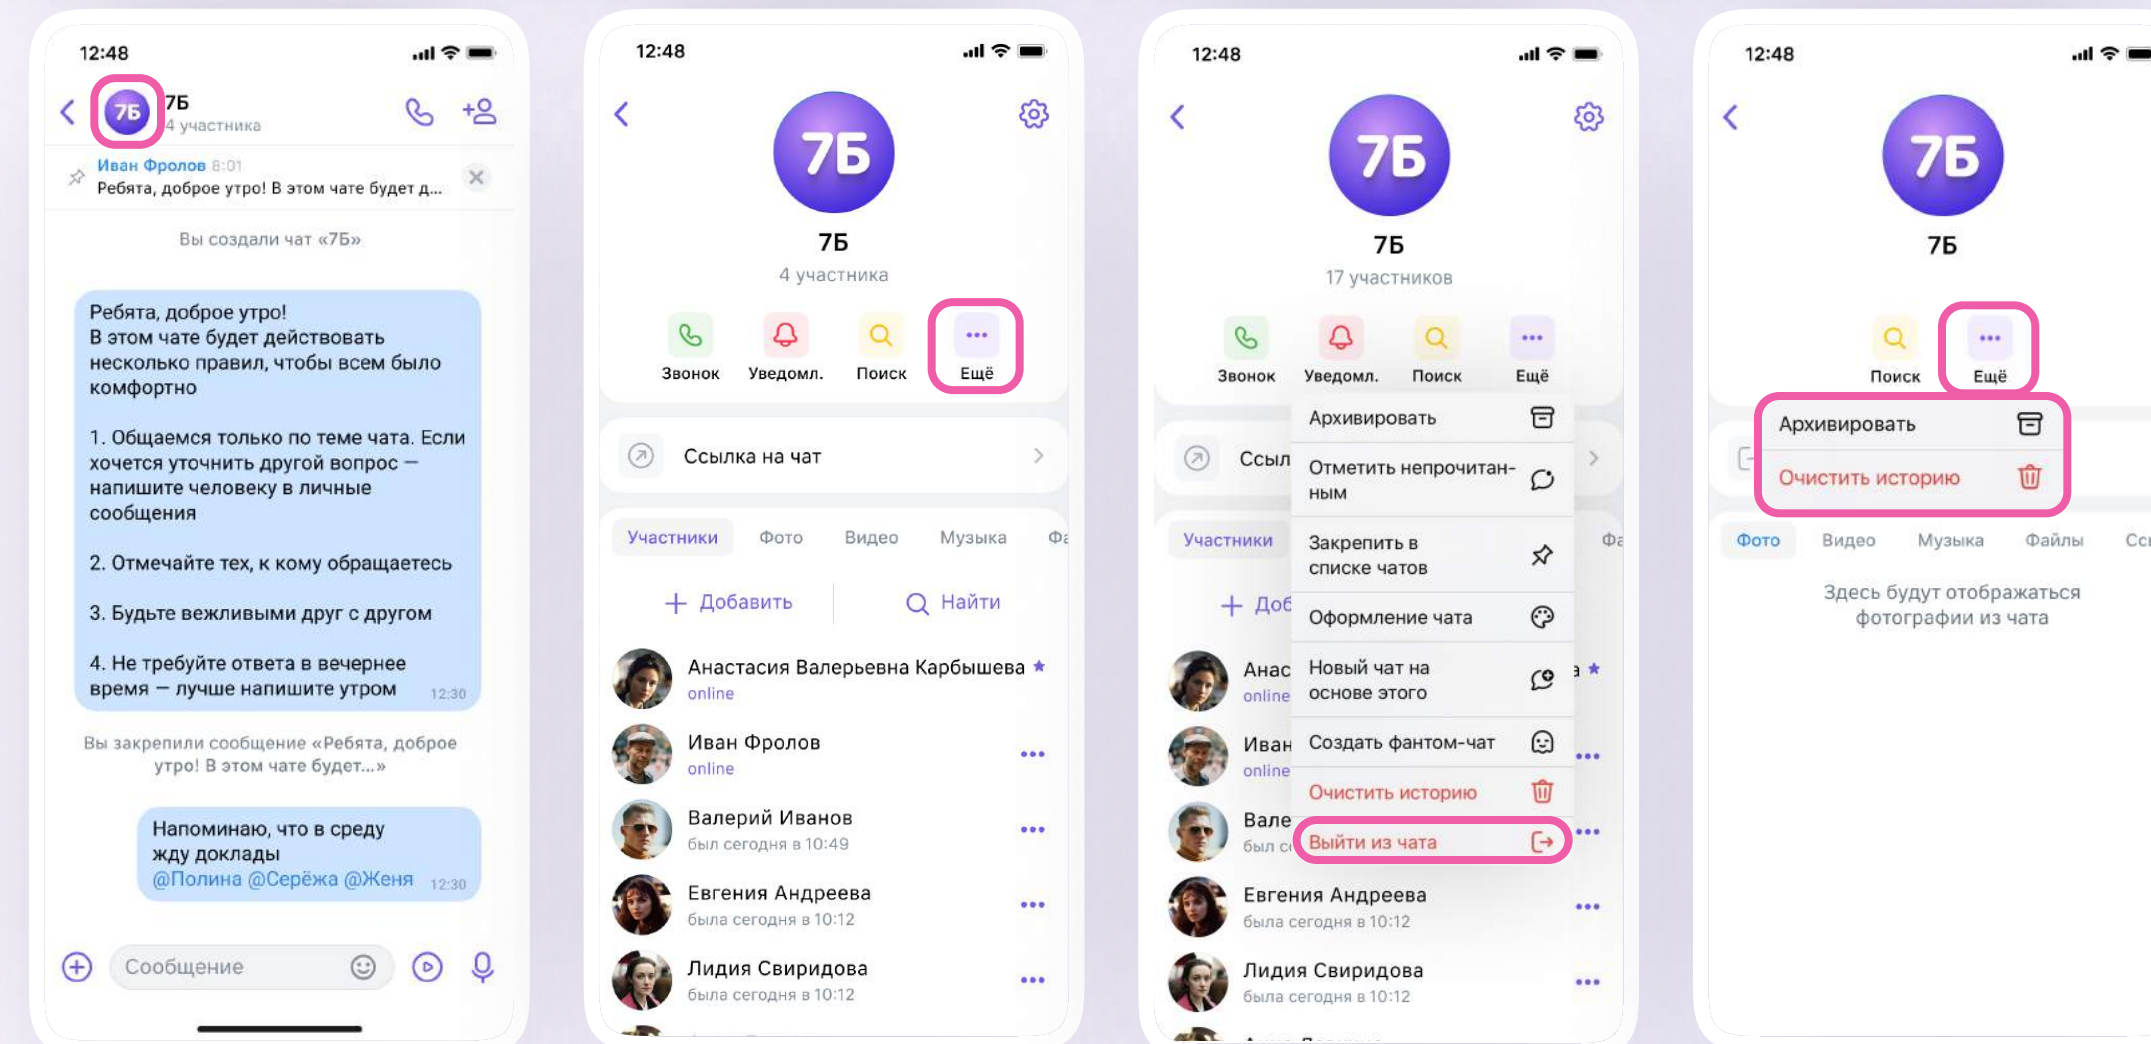 12:48
7Б
7Б
4 участника
Иван Фролов 8:01
Ребята, доброе утро! В этом чате будет д...
Вы создали чат «7Б»
Ребята, доброе утро!
В этом чате будет действовать
несколько правил, чтобы всем было
комфортно
1. Общаемся только по теме чата. Если
хочется уточнить другой вопрос —
напишите человеку в личные
сообщения
2. Отмечайте тех, к кому обращаетесь
3. Будьте вежливыми друг с другом
4. Не требуйте ответа в вечернее
время — лучше напишите утром 12:30
Вы закрепили сообщение «Ребята, доброе
утро! В этом чате будет...»
Напоминаю, что в среду
жду доклады
@Полина @Серёжа @Женя 12:30
Сообщение
12:48
7Б
7Б
4 участника
Звонок Уведомл. Поиск Ещё
Ссылка на чат
Участники Фото Видео Музыка Фа
Добавить Найти
Анастасия Валерьевна Карбышева
online
Иван Фролов
online
Валерий Иванов
был сегодня в 10:49
Евгения Андреева
была сегодня в 10:12
Лидия Свиридова
была сегодня в 10:12
12:48
7Б
7Б
17 участников
Звонок Уведомл. Поиск Ещё
Ссыл
Участники Фа
Доб
Анас а
online
Иван
online
Вале
был с
Архивировать
Отметить непрочитан-
ным
Закрепить в
списке чатов
Оформление чата
Новый чат на
основе этого
Создать фантом-чат
Очистить историю
Выйти из чата
Евгения Андреева
была сегодня в 10:12
Лидия Свиридова
была сегодня в 10:12
12:48
7Б
7Б
Поиск Ещё
Архивировать
Очистить историю
Фото Видео Музыка Файлы Сс
Здесь будут отображаться
фотографии из чата